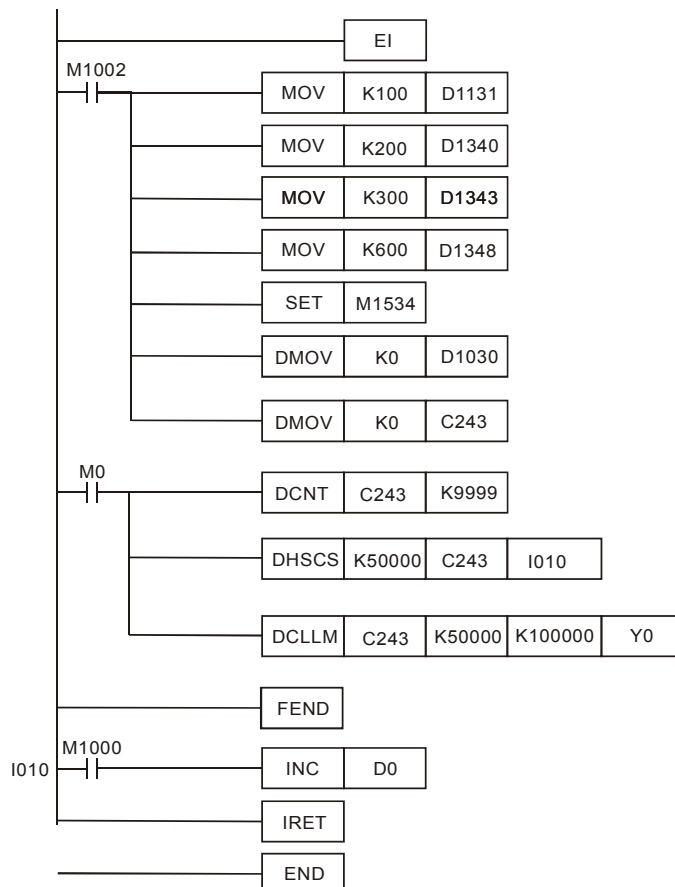 EI
M1002
MOV K100 D1131
MOV K200 D1340
MOV K300 D1343
MOV K600 D1348
SET M1534
DMOV K0 D1030
DMOV K0 C243
M0
DCNT C243 K9999
DHSCS K50000 C243 I010
DCLLM C243 K50000 K100000 Y0
FEND
M1000
I010 INC D0
IRET
END